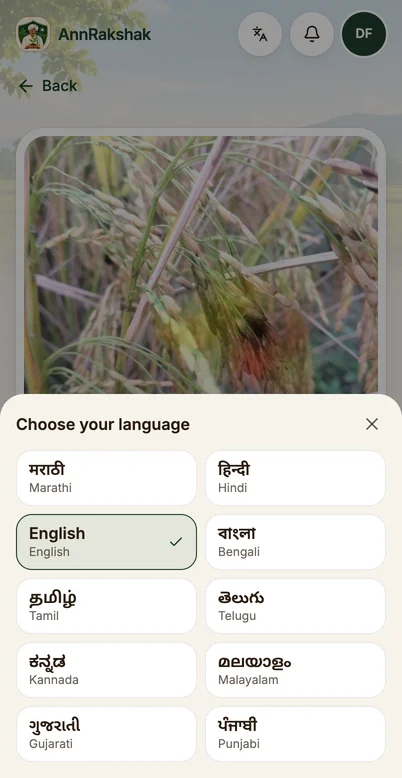 AnnRakshak
DF
Back
Choose your language
मराठी
Marathi
हिन्दी
Hindi
English
English
বাংলা
Bengali
தமிழ்
Tamil
తెలుగు
Telugu
ಕನ್ನಡ
Kannada
മലയാളം
Malayalam
ગુજરાતી
Gujarati
ਪੰਜਾਬੀ
Punjabi